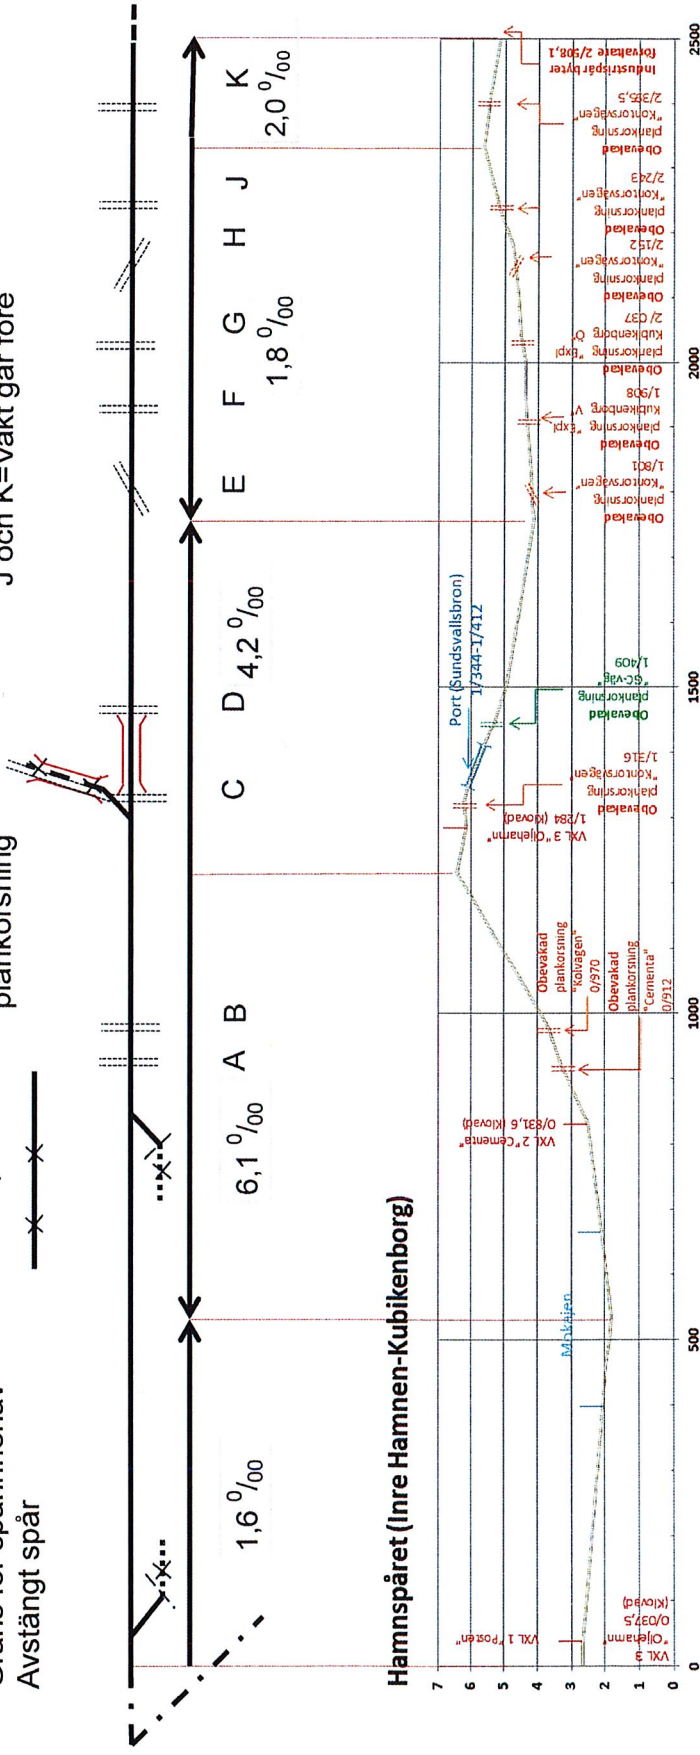 Avstängt spår
plankorsning
J och K=vakt går före
1,6 0/00
6,1 0/00
4,2 0/00
1,8 0/00
2,0 0/00
A
B
C
D
E
F
G
H
J
K
Hamnspåret (Inre Hamnen-Kubikenborg)
7
6
5
4
3
2
1
0
0
500
1000
1500
2000
2500
VXL 1 "Posten"
VXL 3
"Oljehamn"
0/037,5
(Klovad)
Mokajen
VXL 2 "Cementa"
0/831,6 (Klovad)
Obevakad
plankorsning
"Cementa"
0/912
Obevakad
plankorsning
"Kolvägen"
0/970
VXL 3 "Oljehamn"
1/284 (Klovad)
Obevakad
plankorsning
"Kontorsvägen"
1/316
Port (Sundsvallsbron)
1/344-1/412
Obevakad
plankorsning
"GC-väg"
1/409
Obevakad
plankorsning
"Kontorsvägen"
1/801
Obevakad
plankorsning "Expl
Kubikenborg V"
1/908
Obevakad
plankorsning "Expl
Kubikenborg Ö"
2/037
Obevakad
plankorsning
"Kontorsvägen"
2/152
Obevakad
plankorsning
"Kontorsvägen"
2/243
Obevakad
plankorsning
"Kontorsvägen"
2/395,5
Industrispår byter
förvaltare 2/508,1